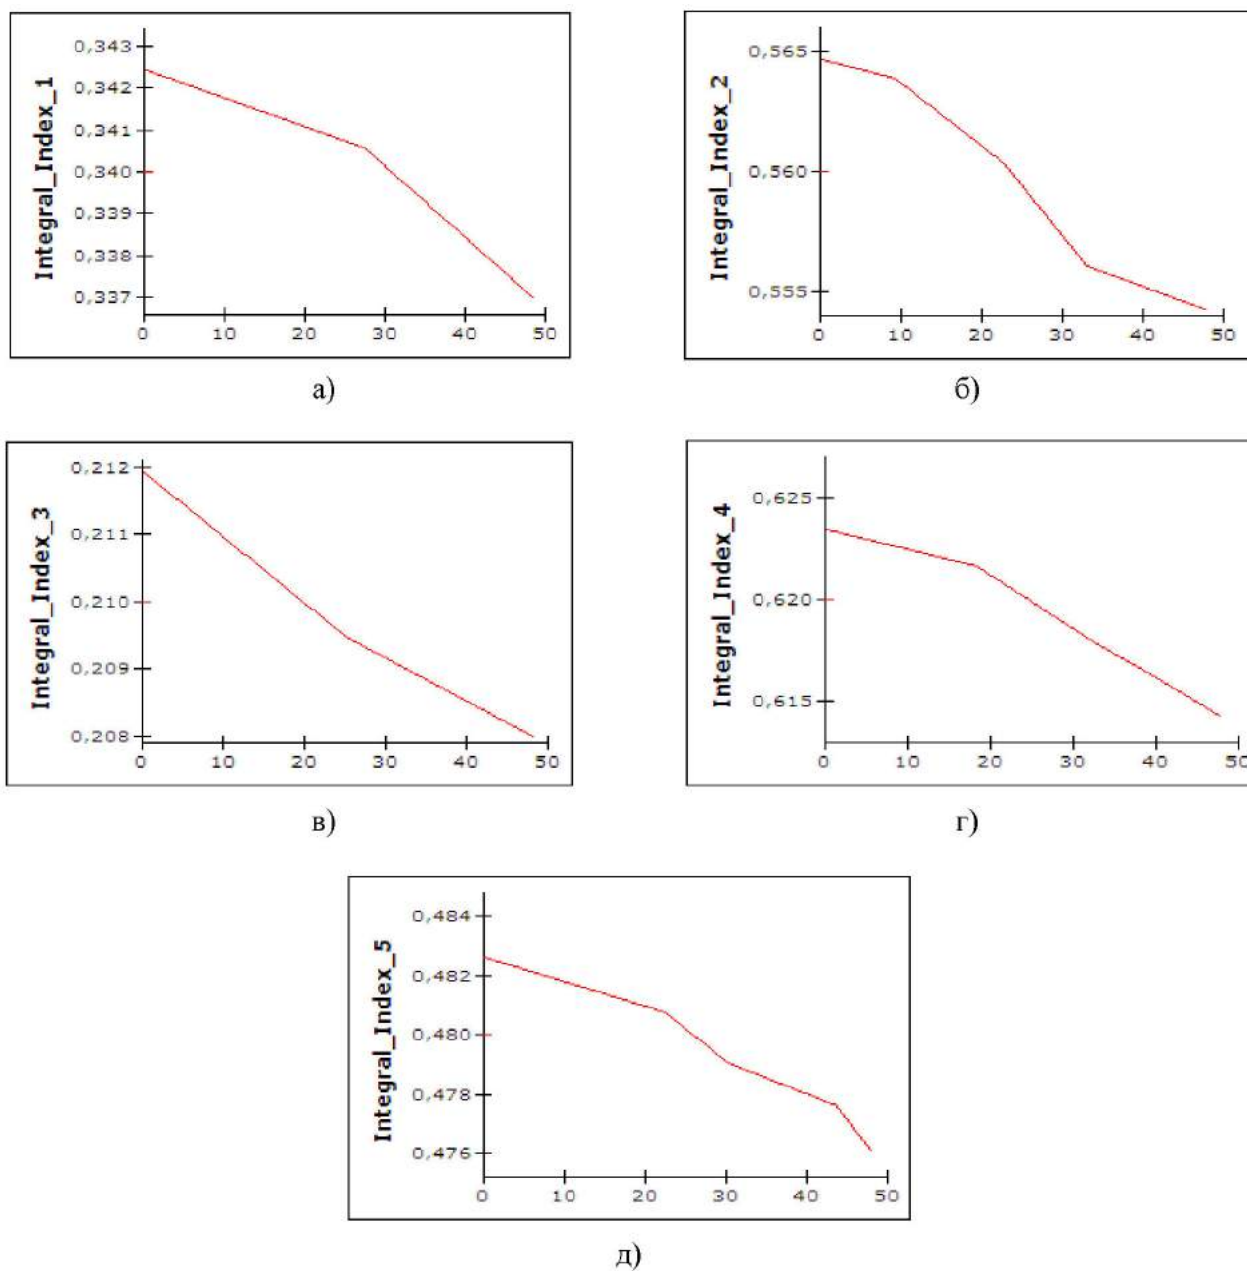 Integral_Index_1
0,343
0,342
0,341
0,340
0,339
0,338
0,337
0 10 20 30 40 50
а)
Integral_Index_2
0,565
0,560
0,555
0 10 20 30 40 50
б)
Integral_Index_3
0,212
0,211
0,210
0,209
0,208
0 10 20 30 40 50
в)
Integral_Index_4
0,625
0,620
0,615
0 10 20 30 40 50
г)
Integral_Index_5
0,484
0,482
0,480
0,478
0,476
0 10 20 30 40 50
д)